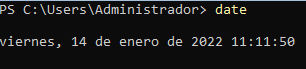 PS C:\Users\Administrador> date
viernes, 14 de enero de 2022 11:11:50